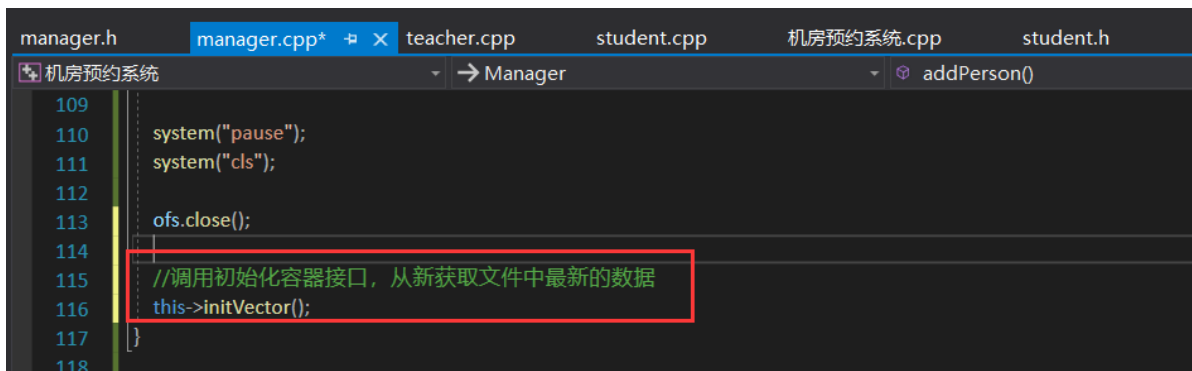 manager.h manager.cpp* teacher.cpp student.cpp 机房预约系统.cpp student.h
机房预约系统 Manager addPerson()
109
110 system("pause");
111 system("cls");
112
113 ofs.close();
114
115 //调用初始化容器接口，从新获取文件中最新的数据
116 this->initVector();
117 }
118